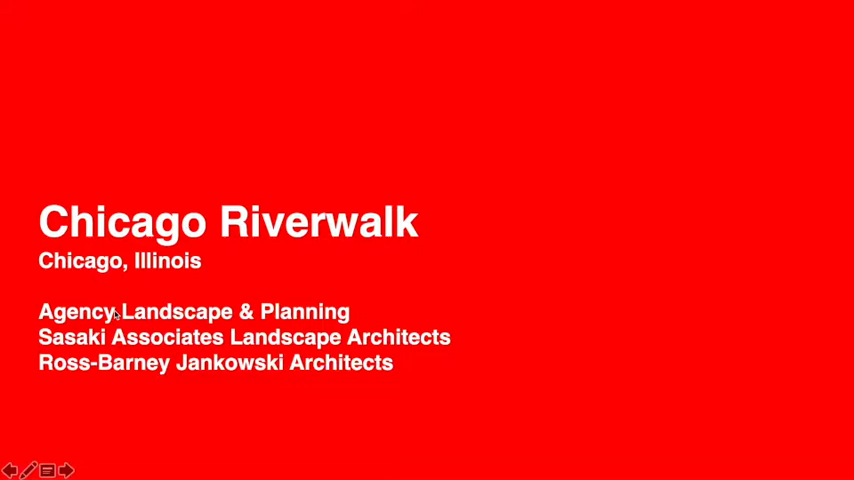 Chicago Riverwalk
Chicago, Illinois
Agency Landscape & Planning
Sasaki Associates Landscape Architects
Ross-Barney Jankowski Architects